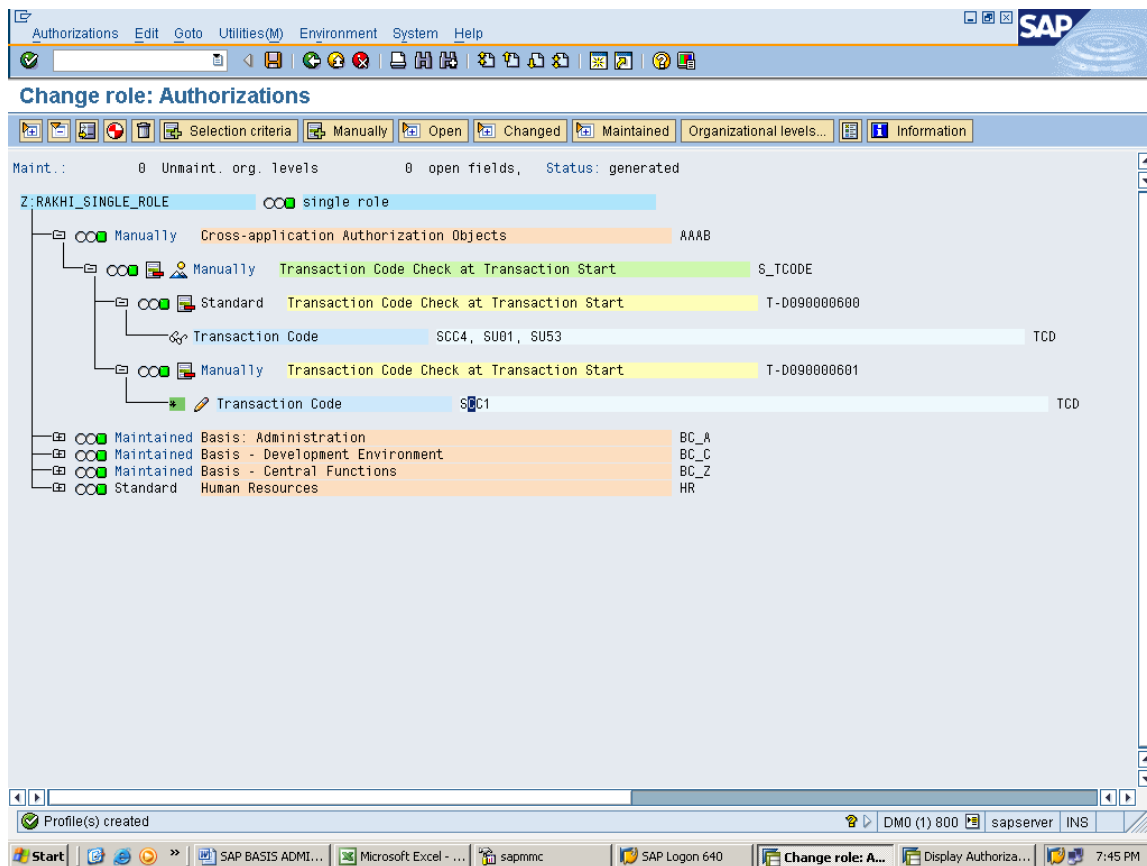 Authorizations Edit Goto Utilities(M) Environment System Help
SAP
Change role: Authorizations
Selection criteria Manually Open Changed Maintained Organizational levels... Information
Maint.: 0 Unmaint. org. levels 0 open fields, Status: generated
Z:RAKHI_SINGLE_ROLE single role
Manually Cross-application Authorization Objects AAAB
Manually Transaction Code Check at Transaction Start S_TCODE
Standard Transaction Code Check at Transaction Start T-D090000600
Transaction Code SCC4, SU01, SU53 TCD
Manually Transaction Code Check at Transaction Start T-D090000601
* Transaction Code SCC1 TCD
Maintained Basis: Administration BC_A
Maintained Basis - Development Environment BC_C
Maintained Basis - Central Functions BC_Z
Standard Human Resources HR
Profile(s) created DM0 (1) 800 sapserver INS
Start » SAP BASIS ADMI... Microsoft Excel - ... sapmmc SAP Logon 640 Change role: A... Display Authoriza... 7:45 PM